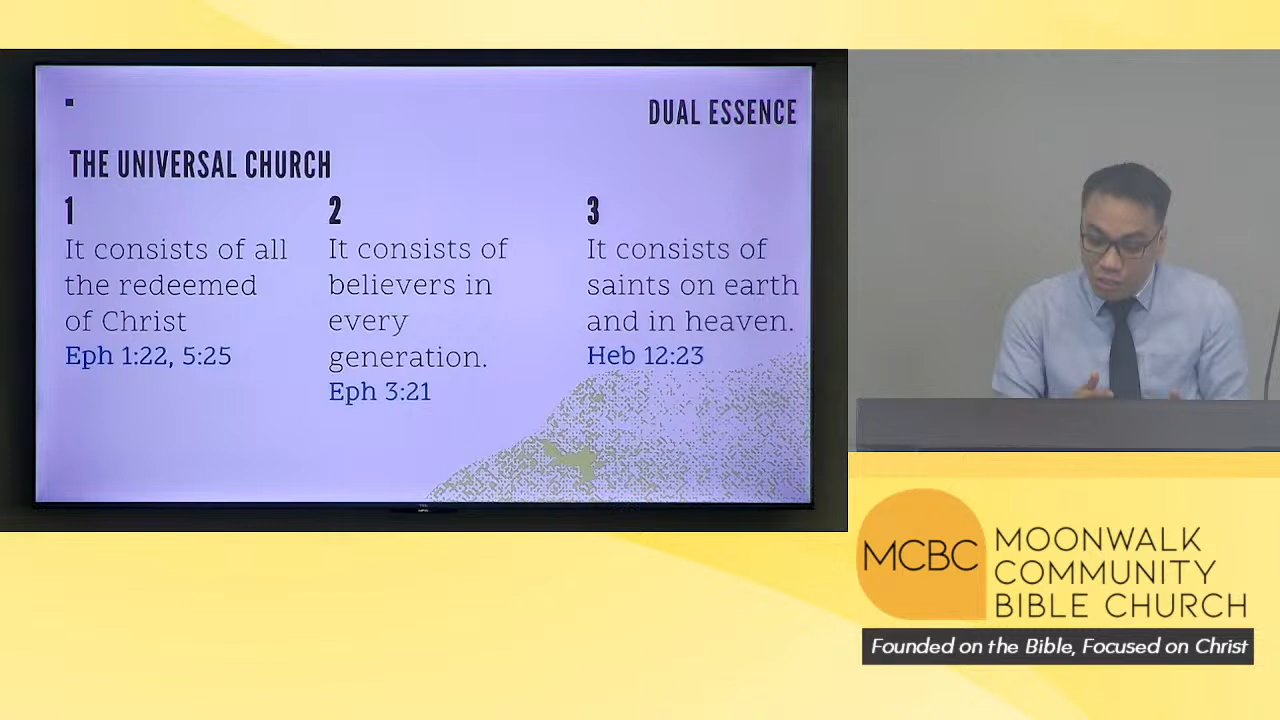 DUAL ESSENCE
THE UNIVERSAL CHURCH
1
It consists of all
the redeemed
of Christ
Eph 1:22, 5:25
2
It consists of
believers in
every
generation.
Eph 3:21
3
It consists of
saints on earth
and in heaven.
Heb 12:23
MCBC
MOONWALK
COMMUNITY
BIBLE CHURCH
Founded on the Bible, Focused on Christ